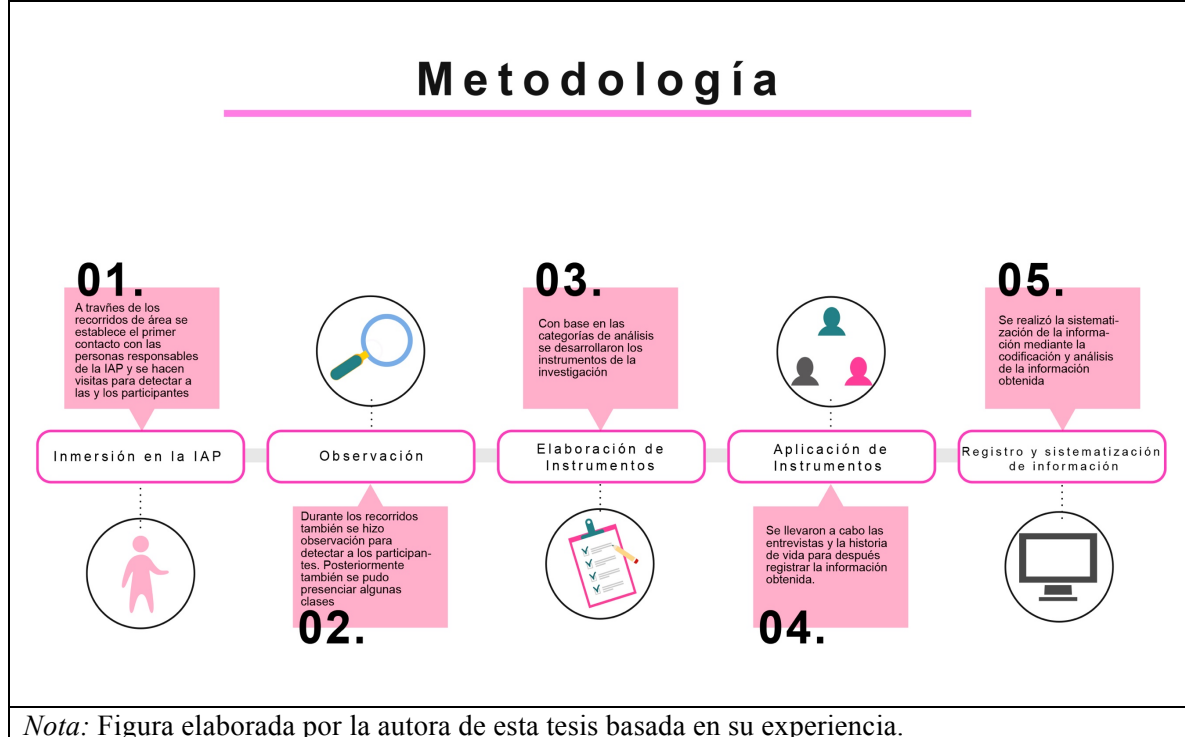 Metodología
01.
A travñes de los
recorridos de área se
establece el primer
contacto con las
personas responsables
de la IAP y se hacen
visitas para detectar a
las y los participantes
Inmersión en la IAP
Observación
Durante los recorridos
también se hizo
observación para
detectar a los participan-
tes. Posteriormente
también se pudo
presenciar algunas
clases
02.
03.
Con base en las
categorías de análisis
se desarrollaron los
instrumentos de la
investigación
Elaboración de
Instrumentos
Aplicación de
Instrumentos
Se llevaron a cabo las
entrevistas y la historia
de vida para después
registrar la información
obtenida.
04.
05.
Se realizó la sistemati-
zación de la informa-
ción mediante la
codificación y análisis
de la información
obtenida
Registro y sistematización
de información
Nota: Figura elaborada por la autora de esta tesis basada en su experiencia.